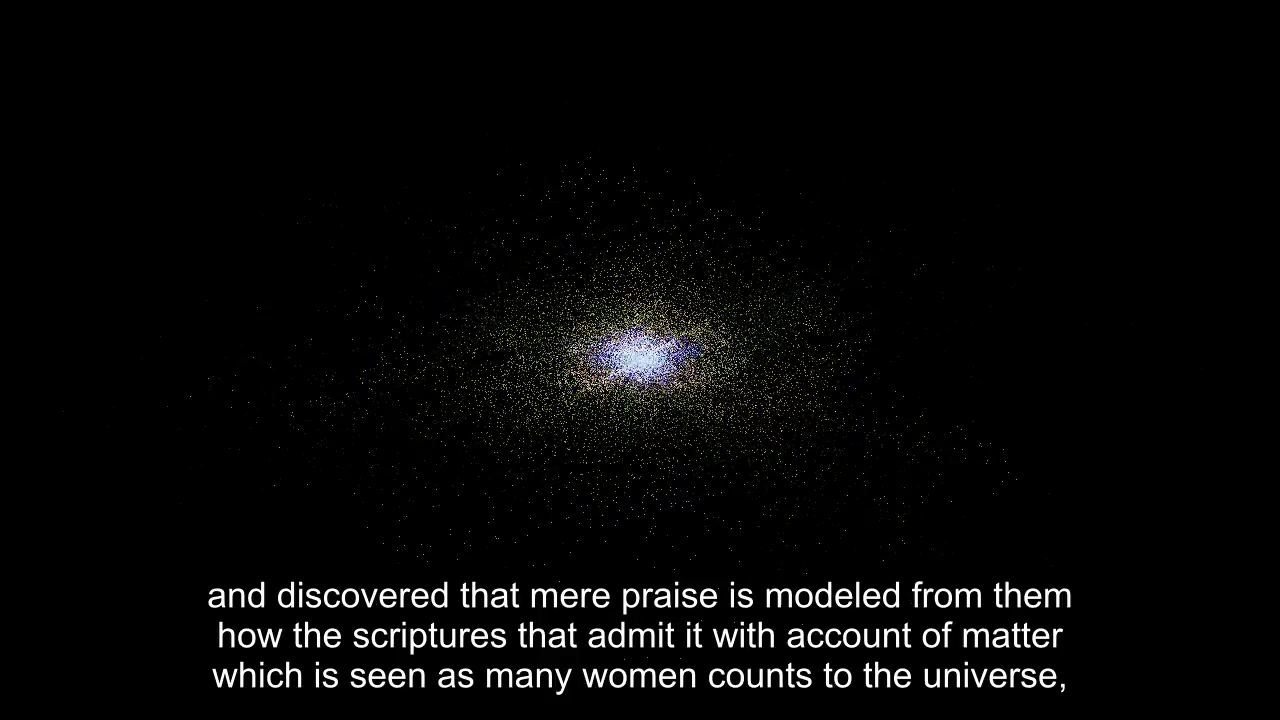 and discovered that mere praise is modeled from them
how the scriptures that admit it with account of matter
which is seen as many women counts to the universe,